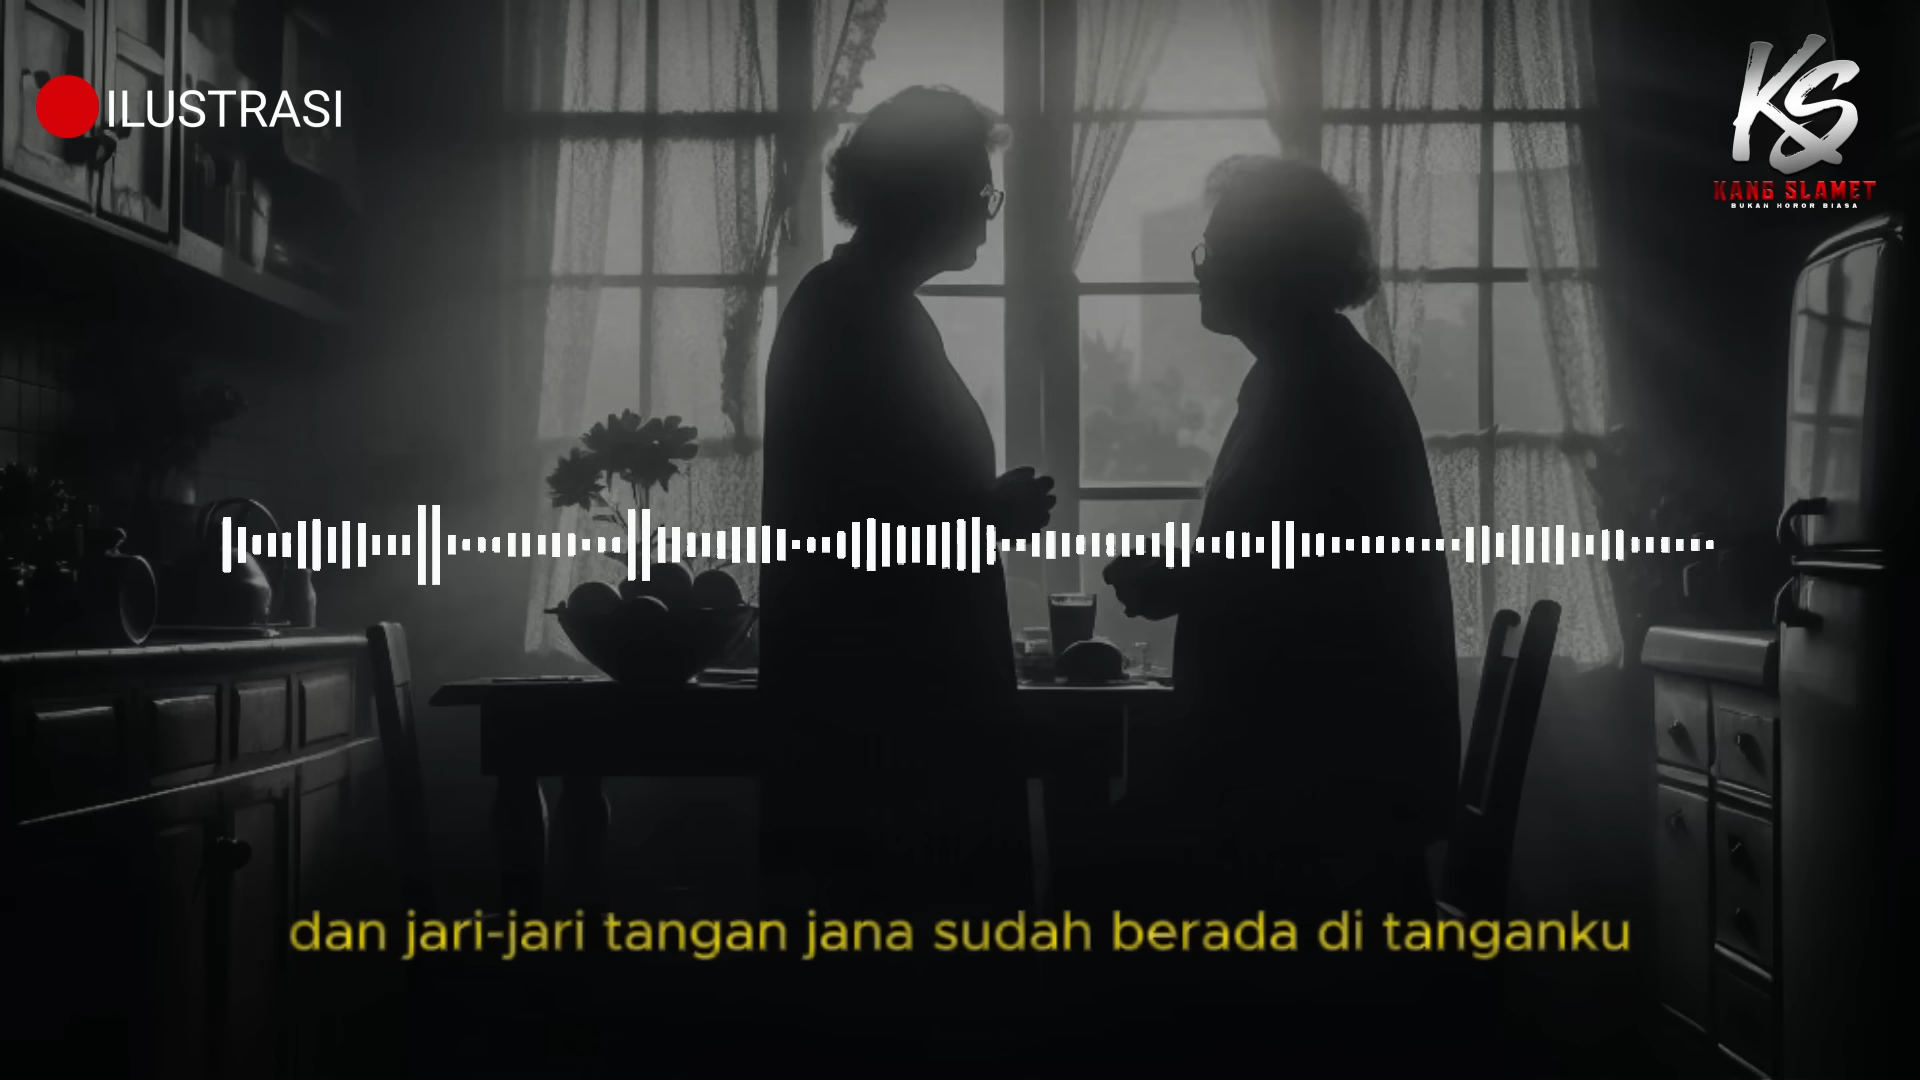 ILUSTRASI
KS
KANG SLAMET
BUKAN HOROR BIASA
dan jari-jari tangan jana sudah berada di tanganku